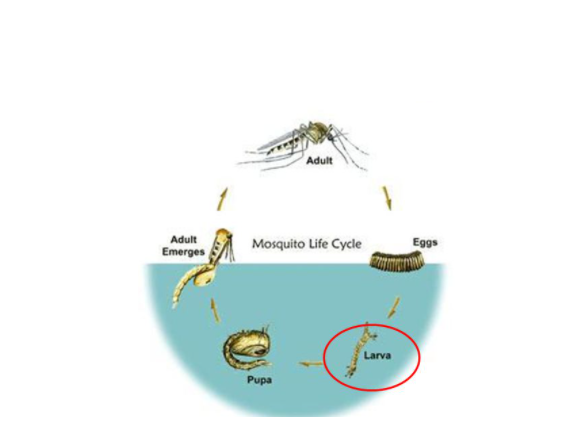 Adult
Mosquito Life Cycle
Eggs
Adult
Emerges
Larva
Pupa